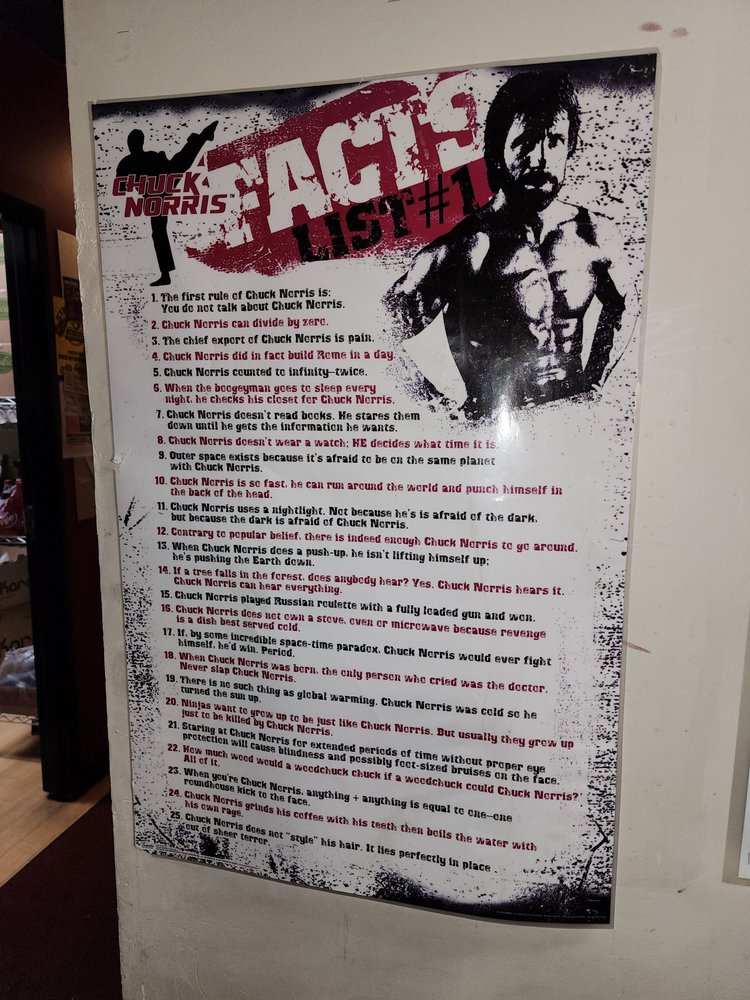 CHUCK
NORRIS
FACTS
LIST#1
1. The first rule of Chuck Norris is:
You do not talk about Chuck Norris.
2. Chuck Norris can divide by zero.
3. The chief export of Chuck Norris is pain.
4. Chuck Norris did in fact build Rome in a day.
5. Chuck Norris counted to infinity—twice.
6. When the boogeyman goes to sleep every
night, he checks his closet for Chuck Norris.
7. Chuck Norris doesn't read books. He stares them
down until he gets the information he wants.
8. Chuck Norris doesn't wear a watch; HE decides what time it is.
9. Outer space exists because it's afraid to be on the same planet
with Chuck Norris.
10. Chuck Norris is so fast, he can run around the world and punch himself in
the back of the head.
11. Chuck Norris uses a nightlight. Not because he's is afraid of the dark,
but because the dark is afraid of Chuck Norris.
12. Contrary to popular belief, there is indeed enough Chuck Norris to go around.
13. When Chuck Norris does a push-up, he isn't lifting himself up;
he's pushing the Earth down.
14. If a tree falls in the forest, does anybody hear? Yes. Chuck Norris hears it.
Chuck Norris can hear everything.
15. Chuck Norris played Russian roulette with a fully loaded gun and won.
16. Chuck Norris does not own a stove, oven or microwave because revenge
is a dish best served cold.
17. If, by some incredible space-time paradox, Chuck Norris would ever fight
himself, he'd win. Period.
18. When Chuck Norris was born, the only person who cried was the doctor.
Never slap Chuck Norris.
19. There is no such thing as global warming. Chuck Norris was cold so he
turned the sun up.
20. Ninjas want to grow up to be just like Chuck Norris. But usually they grow up
just to be killed by Chuck Norris.
21. Staring at Chuck Norris for extended periods of time without proper eye
protection will cause blindness and possibly foot-sized bruises on the face.
22. How much wood would a woodchuck chuck if a woodchuck could Chuck Norris?
All of it.
23. When you're Chuck Norris, anything + anything is equal to one—one
roundhouse kick to the face.
24. Chuck Norris grinds his coffee with his teeth then boils the water with
his own rage.
25. Chuck Norris does not "style" his hair. It lies perfectly in place
out of sheer terror.